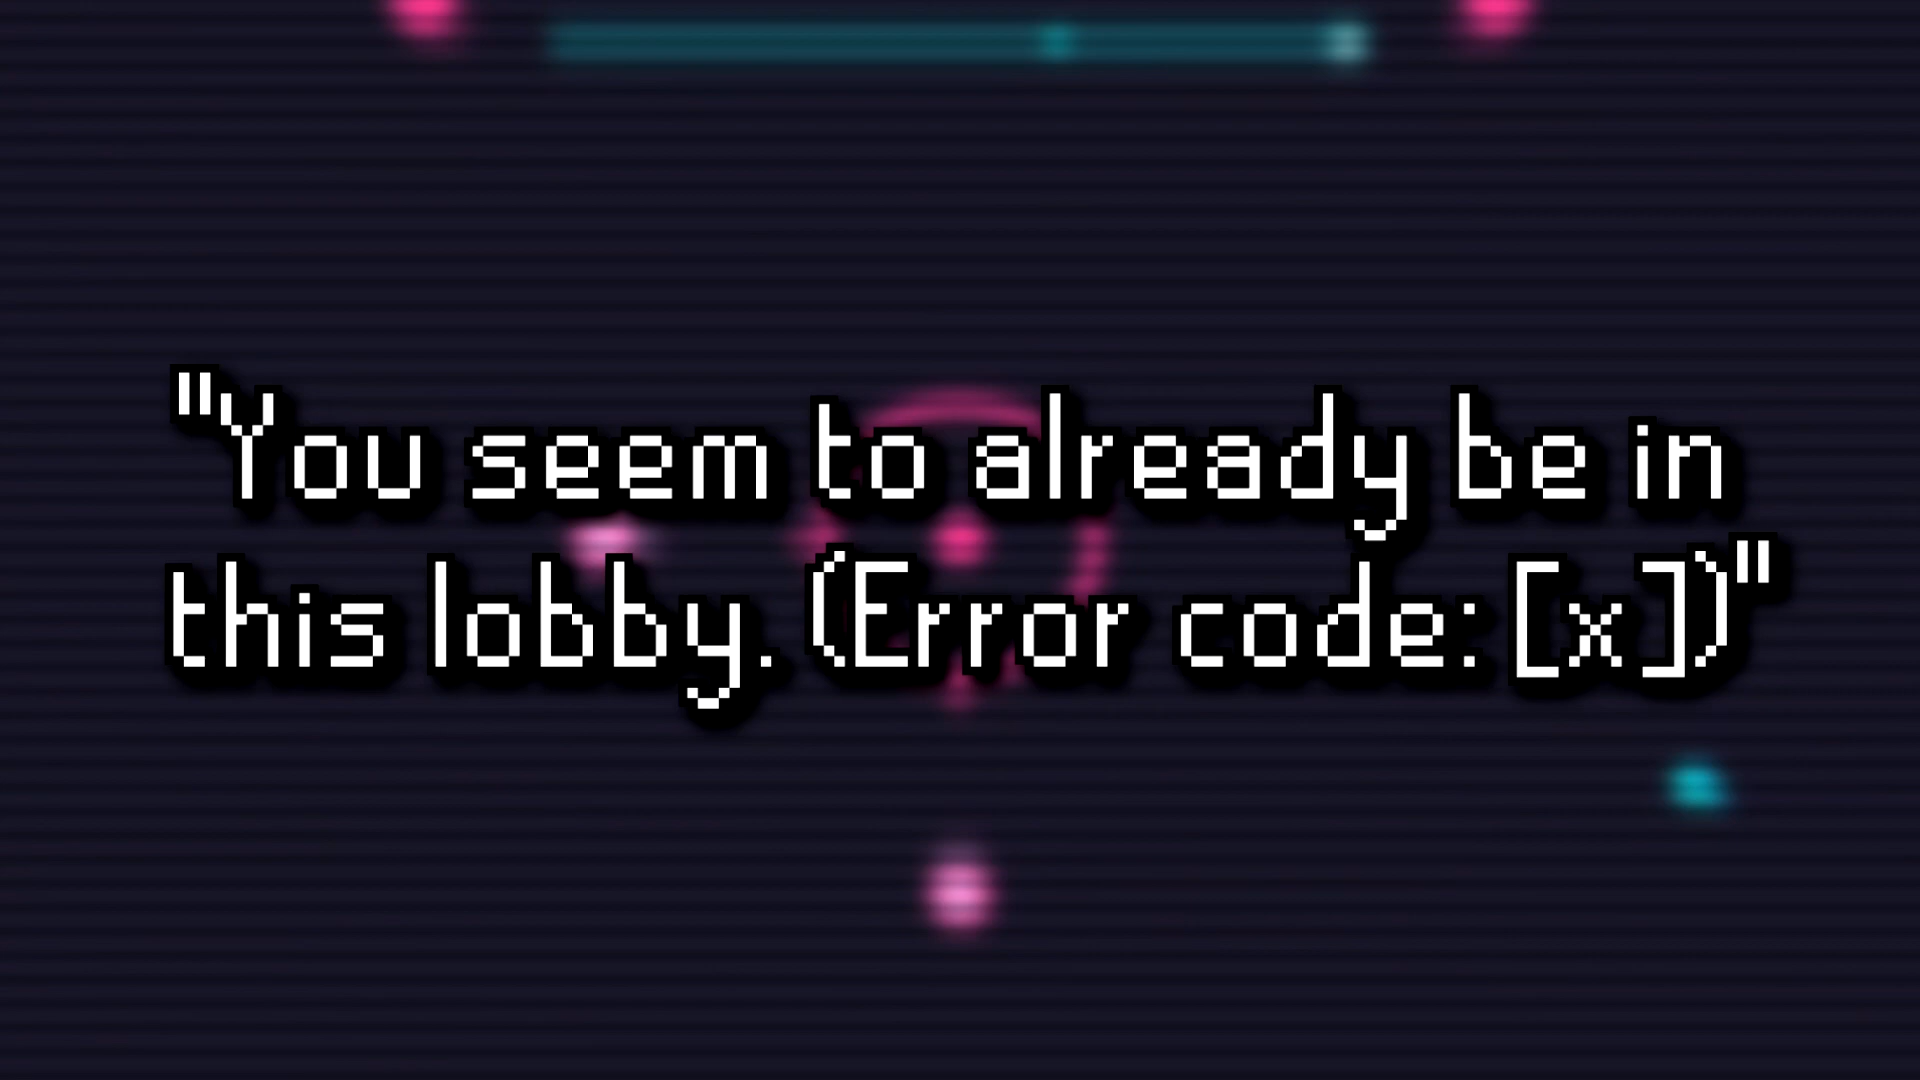 "You seem to already be in
this lobby. (Error code: [x])"